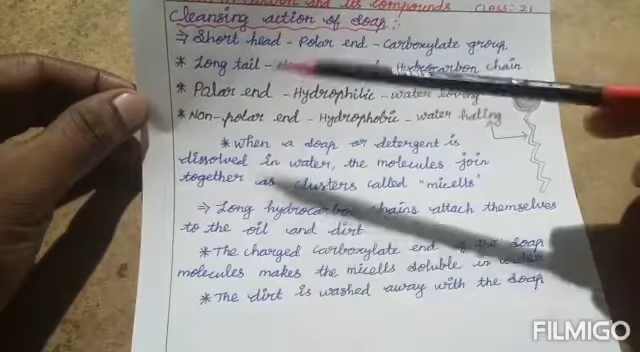 Carbon and its compounds CLASS: 21
Cleansing action of Soap:
⇒ Short head - Polar end - Carboxylate group
* Long tail - Hydrocarbon chain
* Palar end - Hydrophilic - water loving
* Non-polar end - Hydrophobic - water hating
* When a soap or detergent is
dissolved in water, the molecules join
together as clusters called "micells"
⇒ Long hydrocarbon chains attach themselves
to the oil and dirt
* The charged carboxylate end of the soap
molecules makes the micells soluble in water
* The dirt is washed away with the soap
FILMIGO